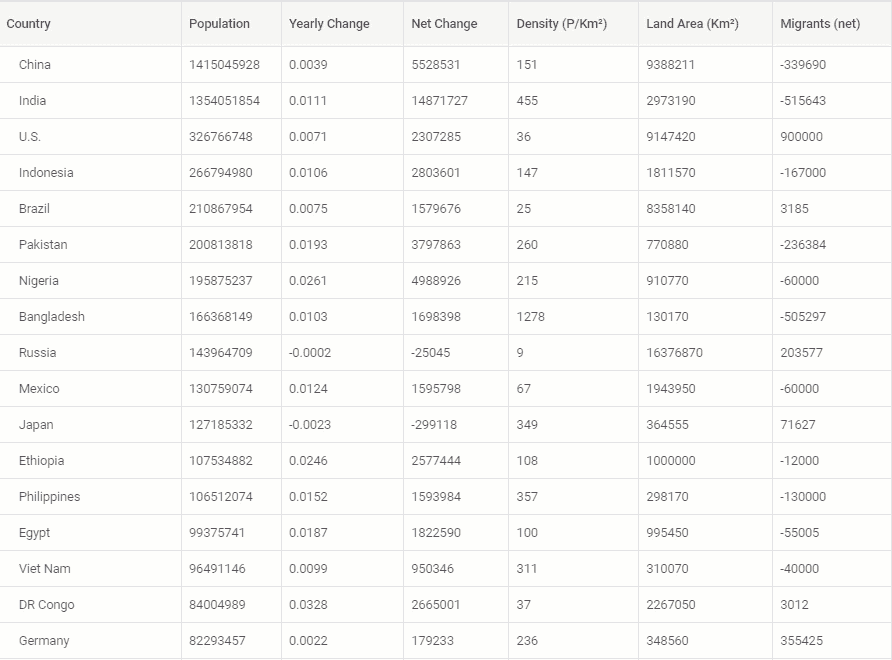 Country Population Yearly Change Net Change Density (P/Km²) Land Area (Km²) Migrants (net)
China 1415045928 0.0039 5528531 151 9388211 -339690
India 1354051854 0.0111 14871727 455 2973190 -515643
U.S. 326766748 0.0071 2307285 36 9147420 900000
Indonesia 266794980 0.0106 2803601 147 1811570 -167000
Brazil 210867954 0.0075 1579676 25 8358140 3185
Pakistan 200813818 0.0193 3797863 260 770880 -236384
Nigeria 195875237 0.0261 4988926 215 910770 -60000
Bangladesh 166368149 0.0103 1698398 1278 130170 -505297
Russia 143964709 -0.0002 -25045 9 16376870 203577
Mexico 130759074 0.0124 1595798 67 1943950 -60000
Japan 127185332 -0.0023 -299118 349 364555 71627
Ethiopia 107534882 0.0246 2577444 108 1000000 -12000
Philippines 106512074 0.0152 1593984 357 298170 -130000
Egypt 99375741 0.0187 1822590 100 995450 -55005
Viet Nam 96491146 0.0099 950346 311 310070 -40000
DR Congo 84004989 0.0328 2665001 37 2267050 3012
Germany 82293457 0.0022 179233 236 348560 355425